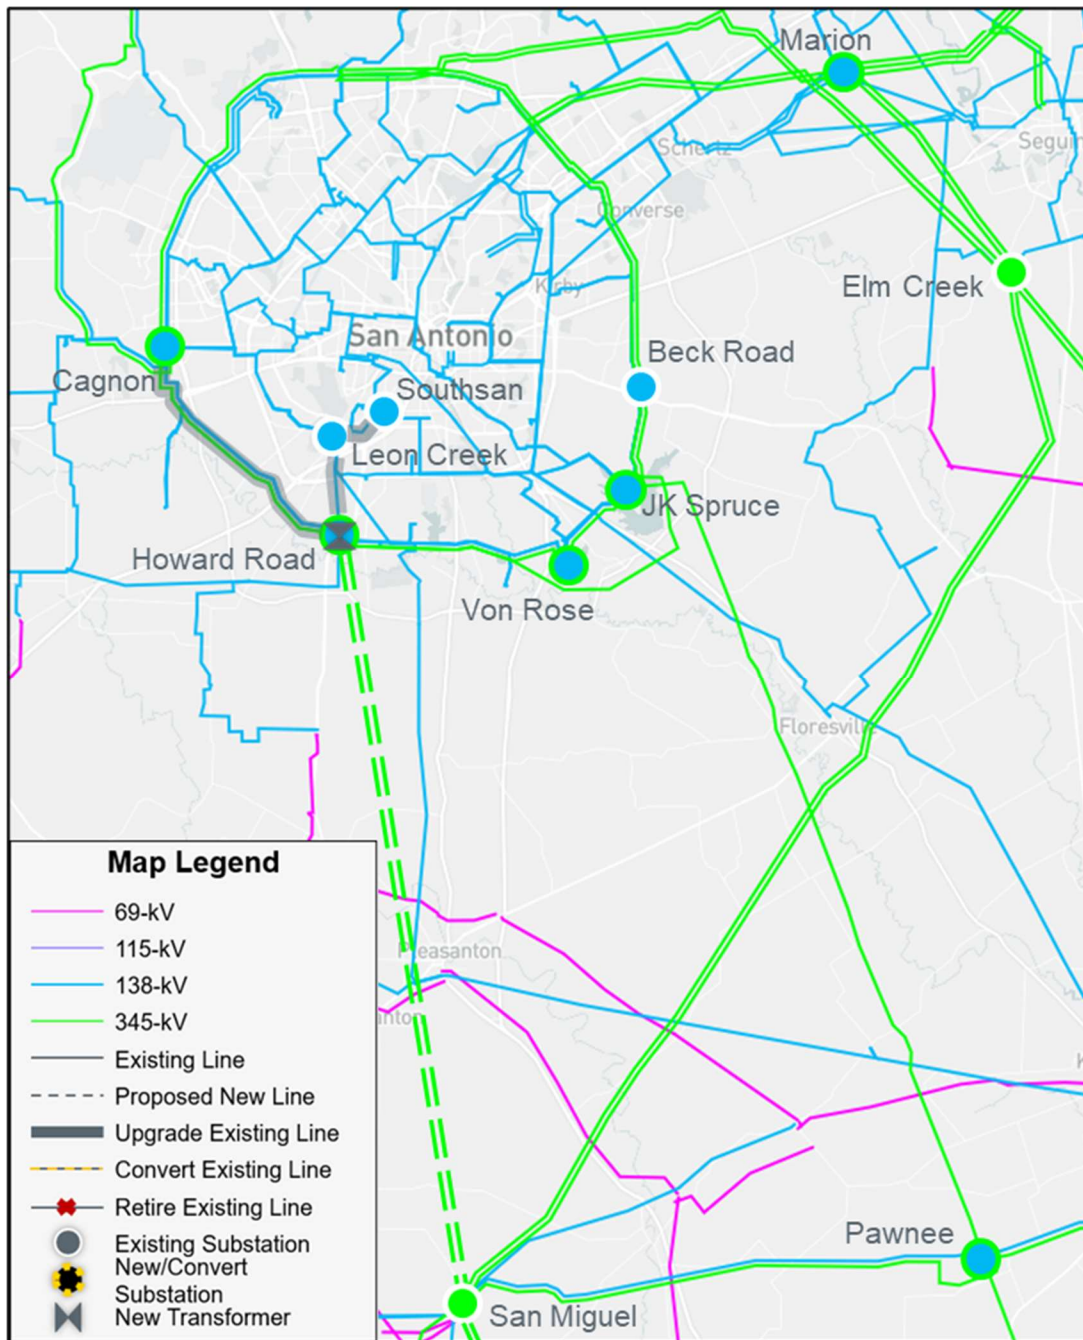 Marion
Schertz
Seguin
Converse
Elm Creek
Kirby
San Antonio
Beck Road
Cagnon
Southsan
Leon Creek
JK Spruce
Howard Road
Von Rose
Floresville
Map Legend
69-kV
115-kV
138-kV
345-kV
Existing Line
Proposed New Line
Upgrade Existing Line
Convert Existing Line
Retire Existing Line
Existing Substation
New/Convert
Substation
New Transformer
Pleasanton
Pawnee
San Miguel